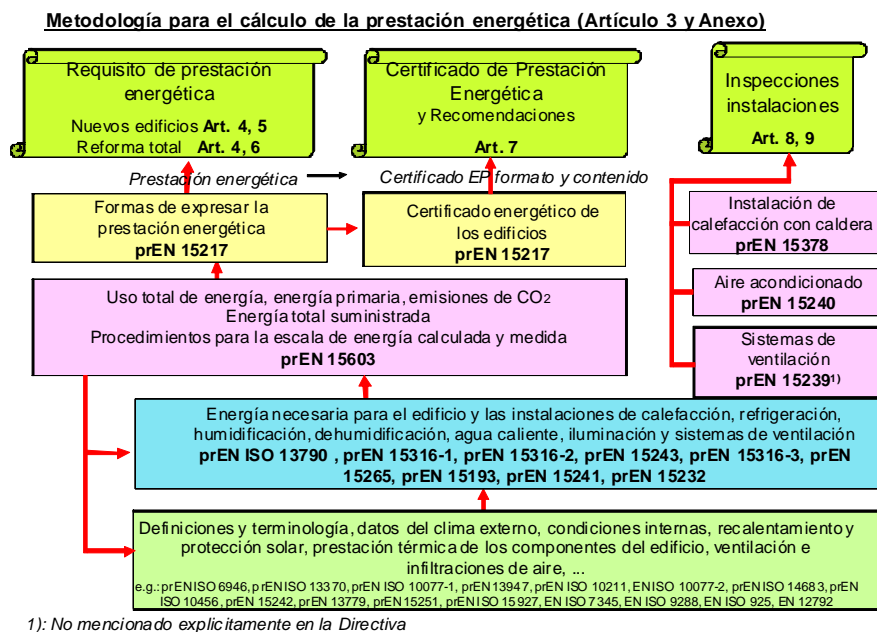 Metodología para el cálculo de la prestación energética (Artículo 3 y Anexo)
Requisito de prestación
energética
Nuevos edificios Art. 4, 5
Reforma total Art. 4, 6
Certificado de Prestación
Energética
y Recomendaciones
Art. 7
Inspecciones
instalaciones
Art. 8, 9
Prestación energética
Certificado EP formato y contenido
Formas de expresar la
prestación energética
prEN 15217
Certificado energético de
los edificios
prEN 15217
Instalación de
calefacción con caldera
prEN 15378
Aire acondicionado
prEN 15240
Sistemas de
ventilación
prEN 15239¹⁾
Uso total de energía, energía primaria, emisiones de CO₂
Energía total suministrada
Procedimientos para la escala de energía calculada y medida
prEN 15603
Energía necesaria para el edificio y las instalaciones de calefacción, refrigeración,
humidificación, dehumidificación, agua caliente, iluminación y sistemas de ventilación
prEN ISO 13790 , prEN 15316-1, prEN 15316-2, prEN 15243, prEN 15316-3, prEN
15265, prEN 15193, prEN 15241, prEN 15232
Definiciones y terminología, datos del clima externo, condiciones internas, recalentamiento y
protección solar, prestación térmica de los componentes del edificio, ventilación e
infiltraciones de aire, ...
e.g.: prEN ISO 6946, prEN ISO 13370, prEN ISO 10077-1, prEN 13947, prEN ISO 10211, EN ISO 10077-2, prEN ISO 14683, prEN
ISO 10456, prEN 15242, prEN 13779, prEN 15251, prEN ISO 15927, EN ISO 7345, EN ISO 9288, EN ISO 925, EN 12792
1): No mencionado explicitamente en la Directiva